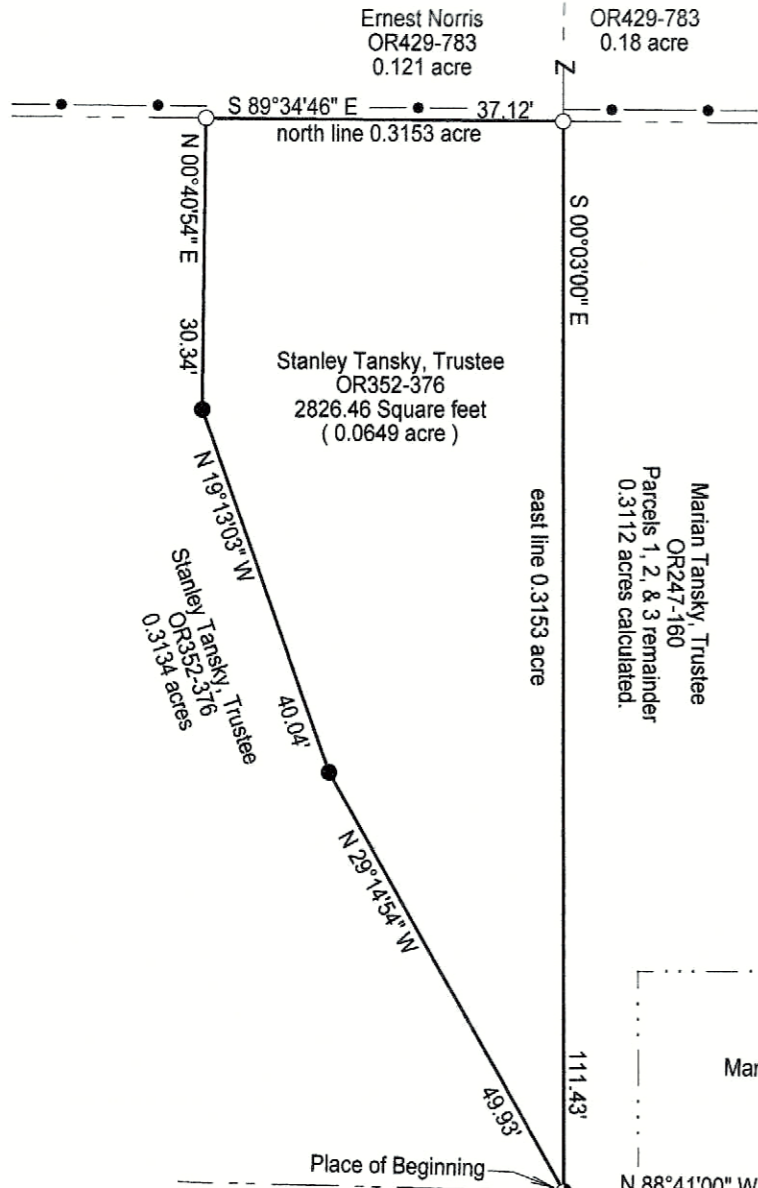 Ernest Norris
OR429-783
0.121 acre
OR429-783
0.18 acre
Z
S 89°34'46" E
37.12'
north line 0.3153 acre
N 00°40'54" E
30.34'
S 00°03'00" E
Stanley Tansky, Trustee
OR352-376
2826.46 Square feet
( 0.0649 acre )
N 19°13'03" W
40.04'
Stanley Tansky, Trustee
OR352-376
0.3134 acres
east line 0.3153 acre
Marian Tansky, Trustee
OR247-160
Parcels 1, 2, & 3 remainder
0.3112 acres calculated.
N 29°14'54" W
49.93'
111.43'
Mar
Place of Beginning
N 88°41'00" W